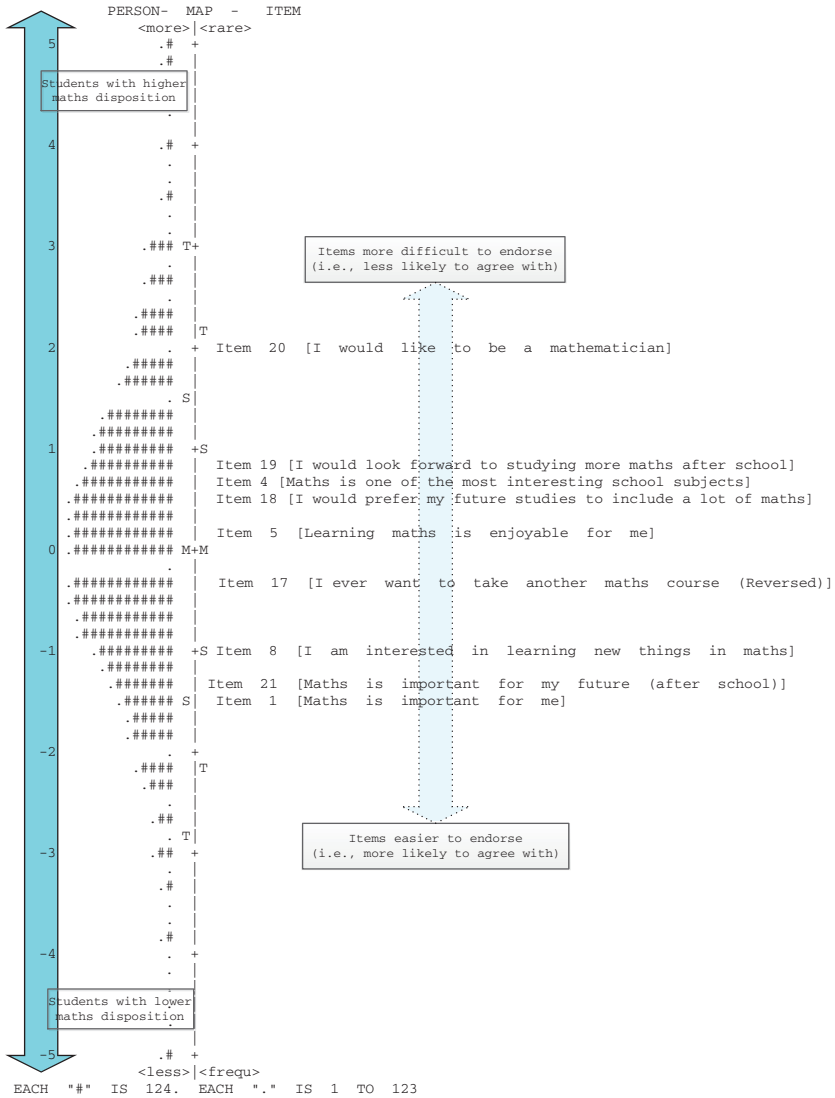 PERSON- MAP - ITEM
<more>|<rare>
5 .# +
.# |
Students with higher
maths disposition
. |
|
4 .# +
. |
. |
.# |
. |
. |
3 .### T+
Items more difficult to endorse
(i.e., less likely to agree with)
. |
.### |
. |
.#### |
.#### |T
2 . + Item 20 [I would like to be a mathematician]
.##### |
.###### |
. S|
.######## |
.######### |
1 .######### +S
.########## | Item 19 [I would look forward to studying more maths after school]
.########### | Item 4 [Maths is one of the most interesting school subjects]
.############ | Item 18 [I would prefer my future studies to include a lot of maths]
.############ |
.############ | Item 5 [Learning maths is enjoyable for me]
0 .############ M+M
. |
.############ | Item 17 [I ever want to take another maths course (Reversed)]
.############ |
.########### |
.########### |
-1 .######### +S Item 8 [I am interested in learning new things in maths]
.######## |
.####### | Item 21 [Maths is important for my future (after school)]
.###### S| Item 1 [Maths is important for me]
.##### |
.##### |
-2 . +
.#### |T
.### |
. |
.## |
. T|
Items easier to endorse
(i.e., more likely to agree with)
-3 .## +
. |
.# |
. |
. |
.# |
-4 . +
. |
. |
Students with lower
maths disposition
. |
|
-5 .# +
<less>|<frequ>
EACH "#" IS 124. EACH "." IS 1 TO 123